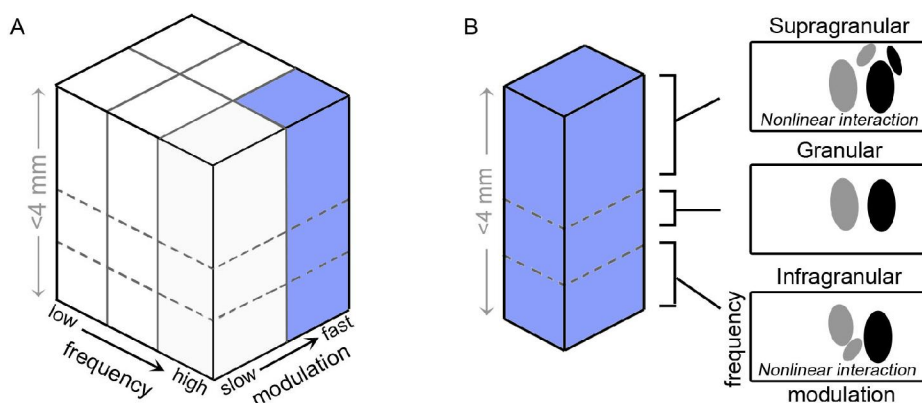 A
<4 mm
low
frequency
high
slow
fast
modulation
B
<4 mm
Supragranular
Nonlinear interaction
Granular
Infragranular
Nonlinear interaction
frequency
modulation